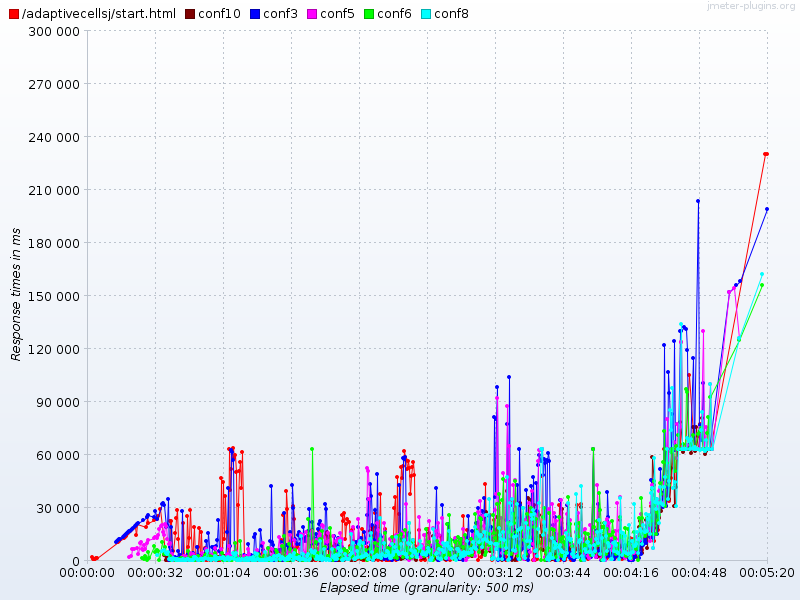 /adaptivecellsj/start.html conf10 conf3 conf5 conf6 conf8
jmeter-plugins.org
300 000
270 000
240 000
210 000
180 000
150 000
120 000
90 000
60 000
30 000
0
Response times in ms
00:00:00 00:00:32 00:01:04 00:01:36 00:02:08 00:02:40 00:03:12 00:03:44 00:04:16 00:04:48 00:05:20
Elapsed time (granularity: 500 ms)